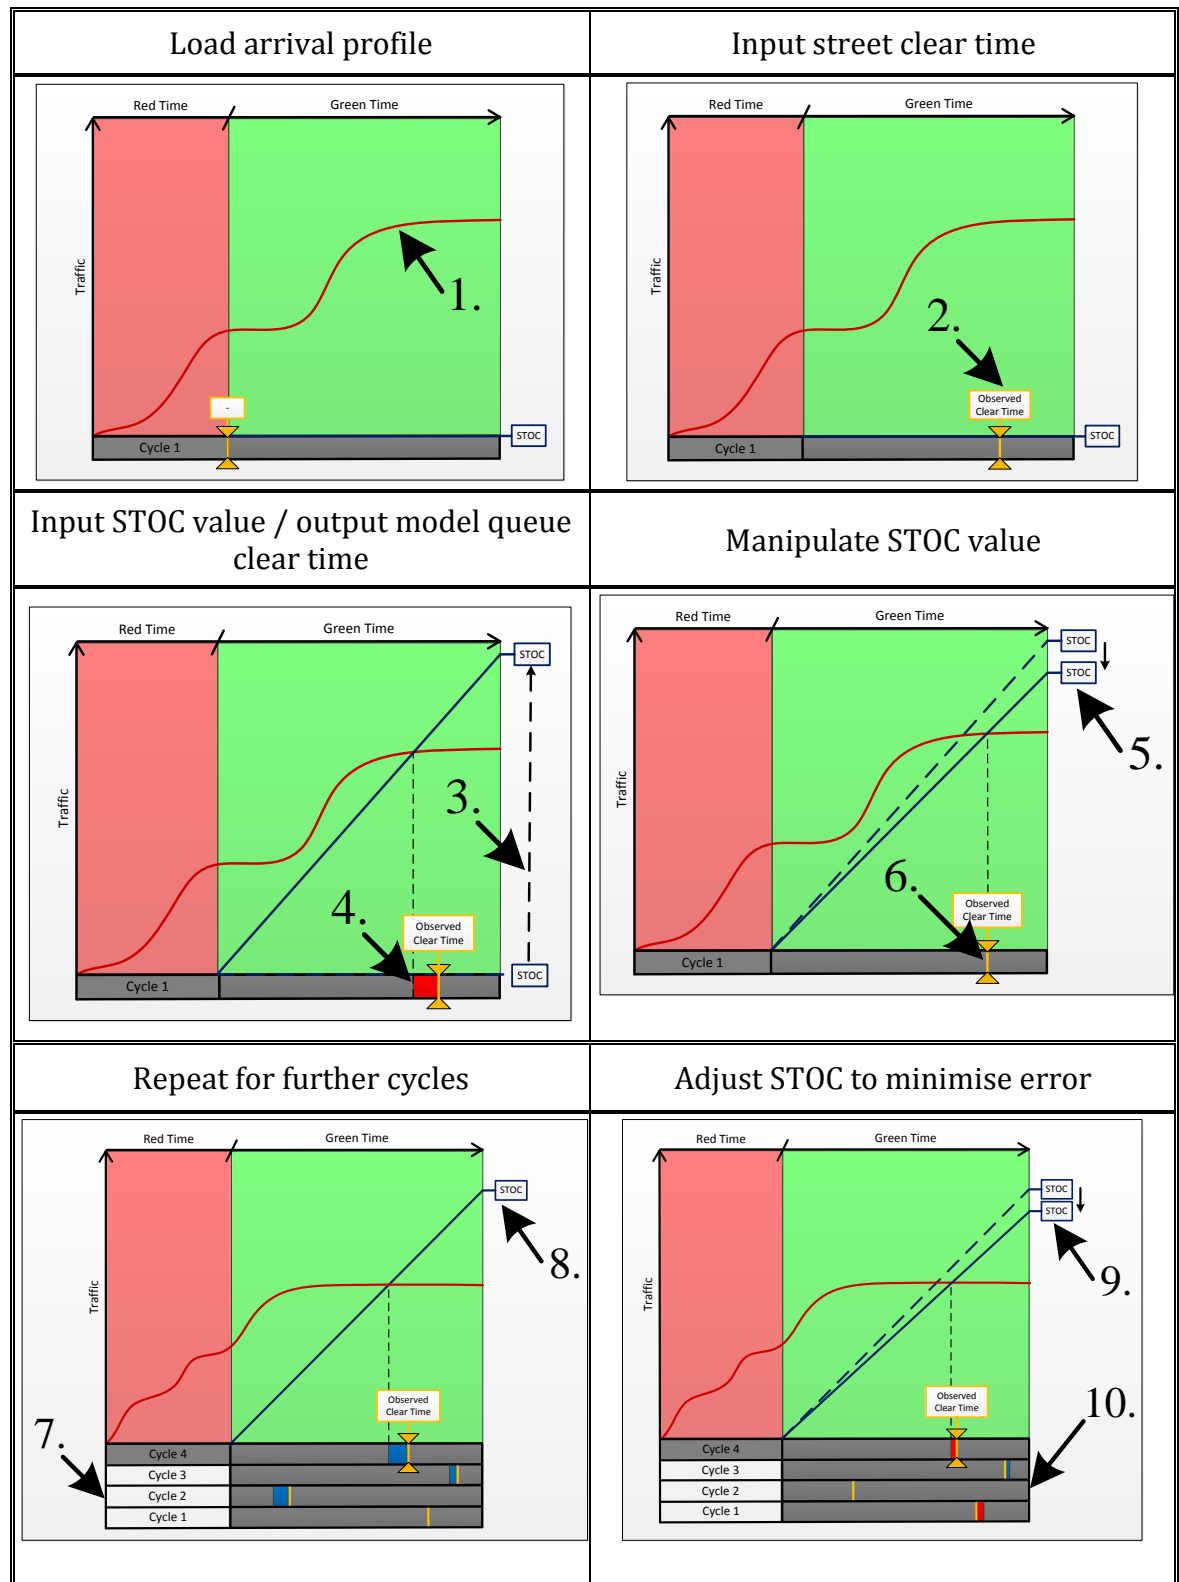 Load arrival profile
Input street clear time
Red Time
Green Time
Traffic
1.
-
Cycle 1
STOC
Red Time
Green Time
Traffic
2.
Observed
Clear Time
Cycle 1
STOC
Input STOC value / output model queue
clear time
Manipulate STOC value
Red Time
Green Time
STOC
Traffic
3.
4.
Observed
Clear Time
Cycle 1
STOC
Red Time
Green Time
STOC
STOC
5.
Traffic
6.
Observed
Clear Time
Cycle 1
Repeat for further cycles
Adjust STOC to minimise error
Red Time
Green Time
STOC
8.
Traffic
Observed
Clear Time
7.
Cycle 4
Cycle 3
Cycle 2
Cycle 1
Red Time
Green Time
STOC
STOC
9.
Traffic
Observed
Clear Time
10.
Cycle 4
Cycle 3
Cycle 2
Cycle 1